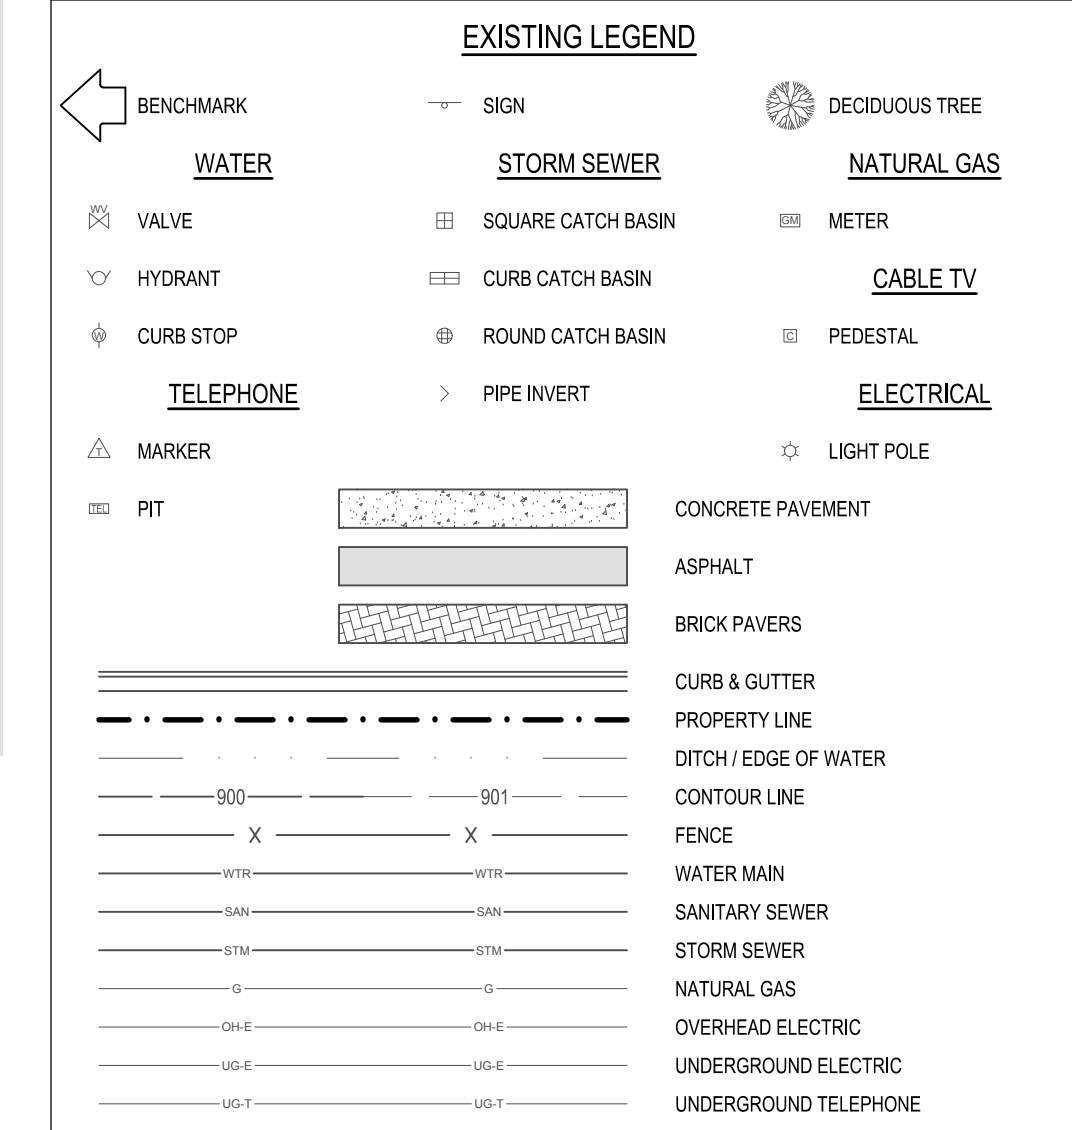 EXISTING LEGEND
BENCHMARK
SIGN
DECIDUOUS TREE
WATER
STORM SEWER
NATURAL GAS
WV
VALVE
SQUARE CATCH BASIN
GM
METER
HYDRANT
CURB CATCH BASIN
CABLE TV
W
CURB STOP
ROUND CATCH BASIN
C
PEDESTAL
TELEPHONE
PIPE INVERT
ELECTRICAL
T
MARKER
LIGHT POLE
TEL
PIT
CONCRETE PAVEMENT
ASPHALT
BRICK PAVERS
CURB & GUTTER
PROPERTY LINE
DITCH / EDGE OF WATER
900 901 CONTOUR LINE
X X FENCE
WTR WTR WATER MAIN
SAN SAN SANITARY SEWER
STM STM STORM SEWER
G G NATURAL GAS
OH-E OH-E OVERHEAD ELECTRIC
UG-E UG-E UNDERGROUND ELECTRIC
UG-T UG-T UNDERGROUND TELEPHONE